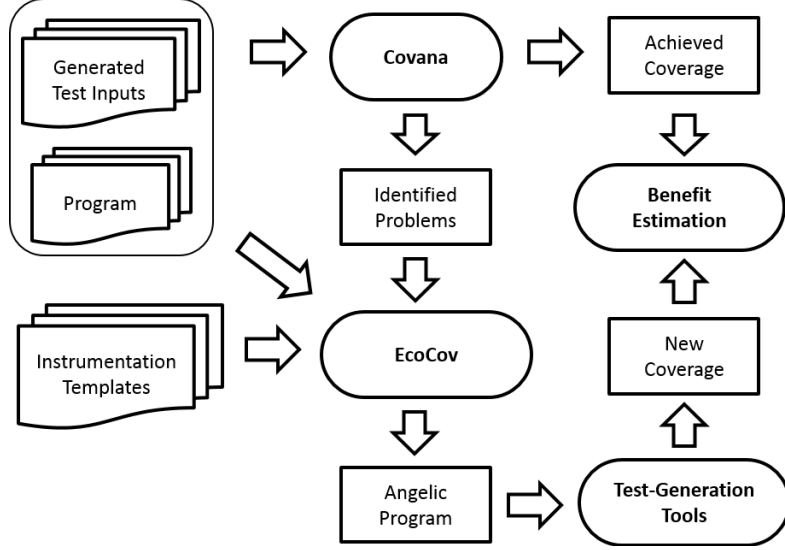 Generated
Test Inputs
Covana
Achieved
Coverage
Program
Identified
Problems
Benefit
Estimation
Instrumentation
Templates
EcoCov
New
Coverage
Angelic
Program
Test-Generation
Tools